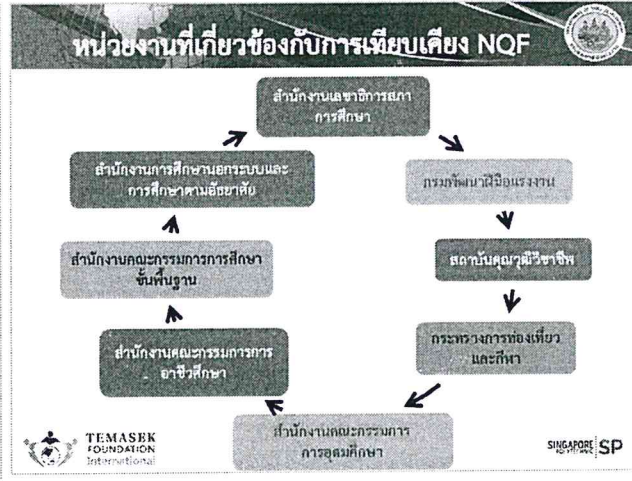 หน่วยงานที่เกี่ยวข้องกับการเทียบเคียง NQF
สำนักงานเลขาธิการสภา
การศึกษา
กรมพัฒนาฝีมือแรงงาน
สถาบันคุณวุฒิวิชาชีพ
กระทรวงการท่องเที่ยว
และกีฬา
สำนักงานคณะกรรมการ
การอุดมศึกษา
สำนักงานคณะกรรมการการ
อาชีวศึกษา
สำนักงานคณะกรรมการการศึกษา
ขั้นพื้นฐาน
สำนักงานการศึกษานอกระบบและ
การศึกษาตามอัธยาศัย
TEMASEK
FOUNDATION
International
SINGAPORE SP
POLYTECHNIC